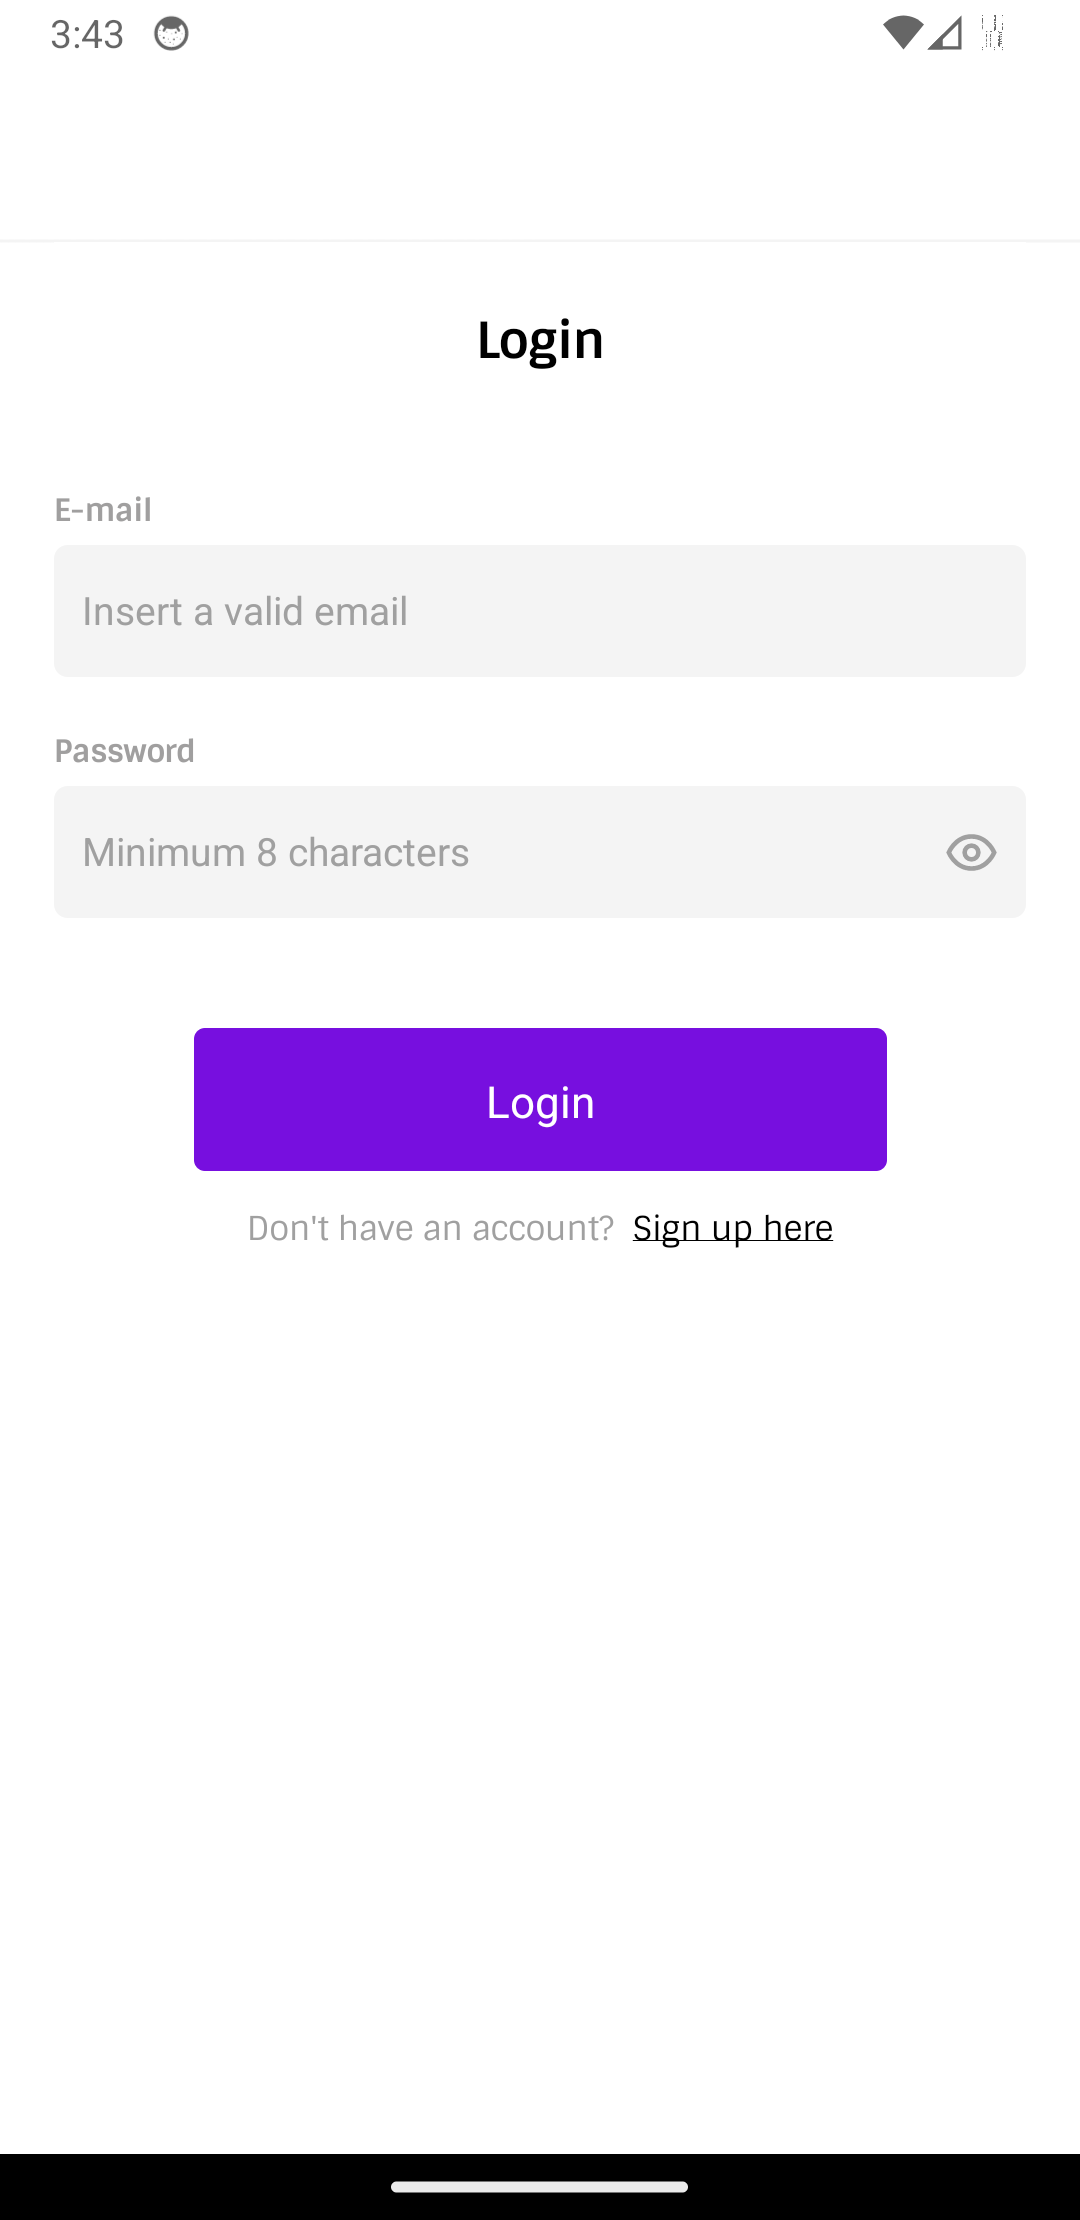 3:43
Login
E-mail
Insert a valid email
Password
Minimum 8 characters
Login
Don't have an account? Sign up here